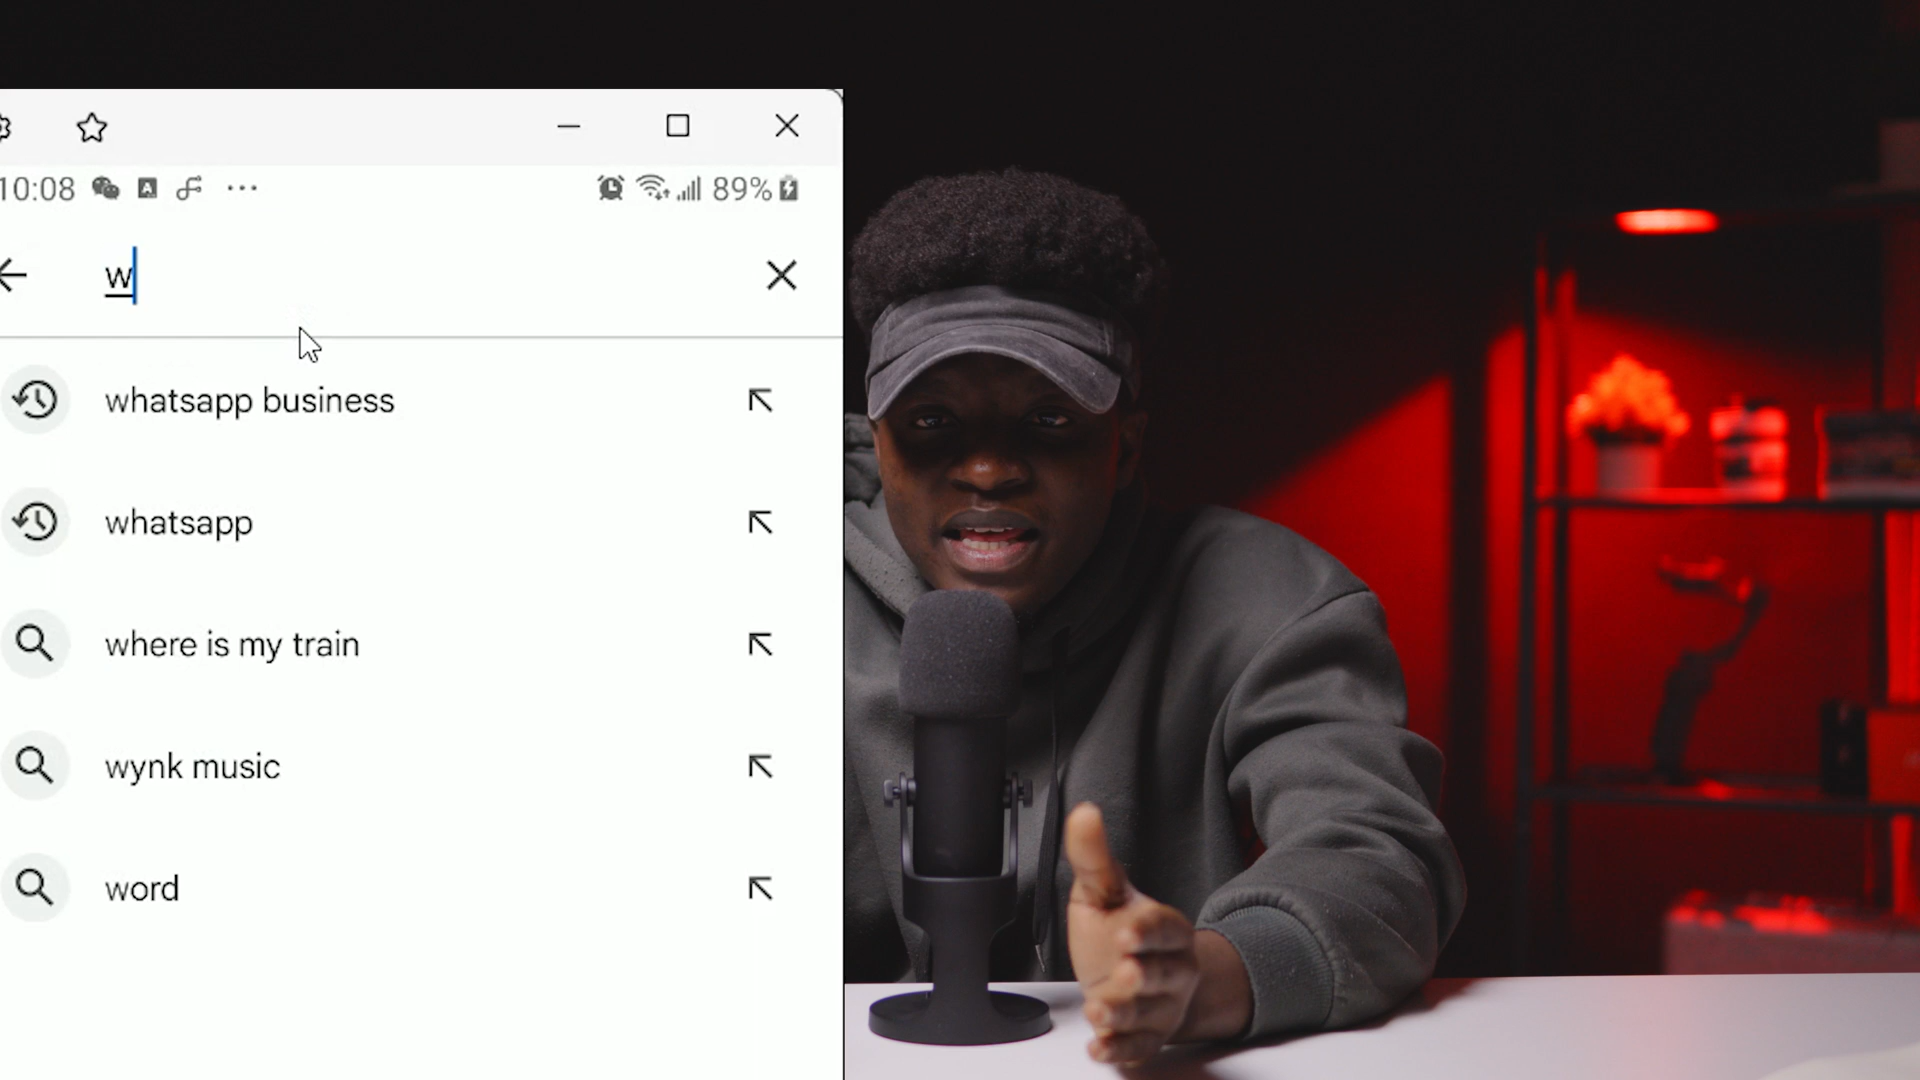 10:08
89%
w
whatsapp business
whatsapp
where is my train
wynk music
word